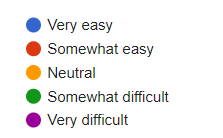 Very easy
Somewhat easy
Neutral
Somewhat difficult
Very difficult